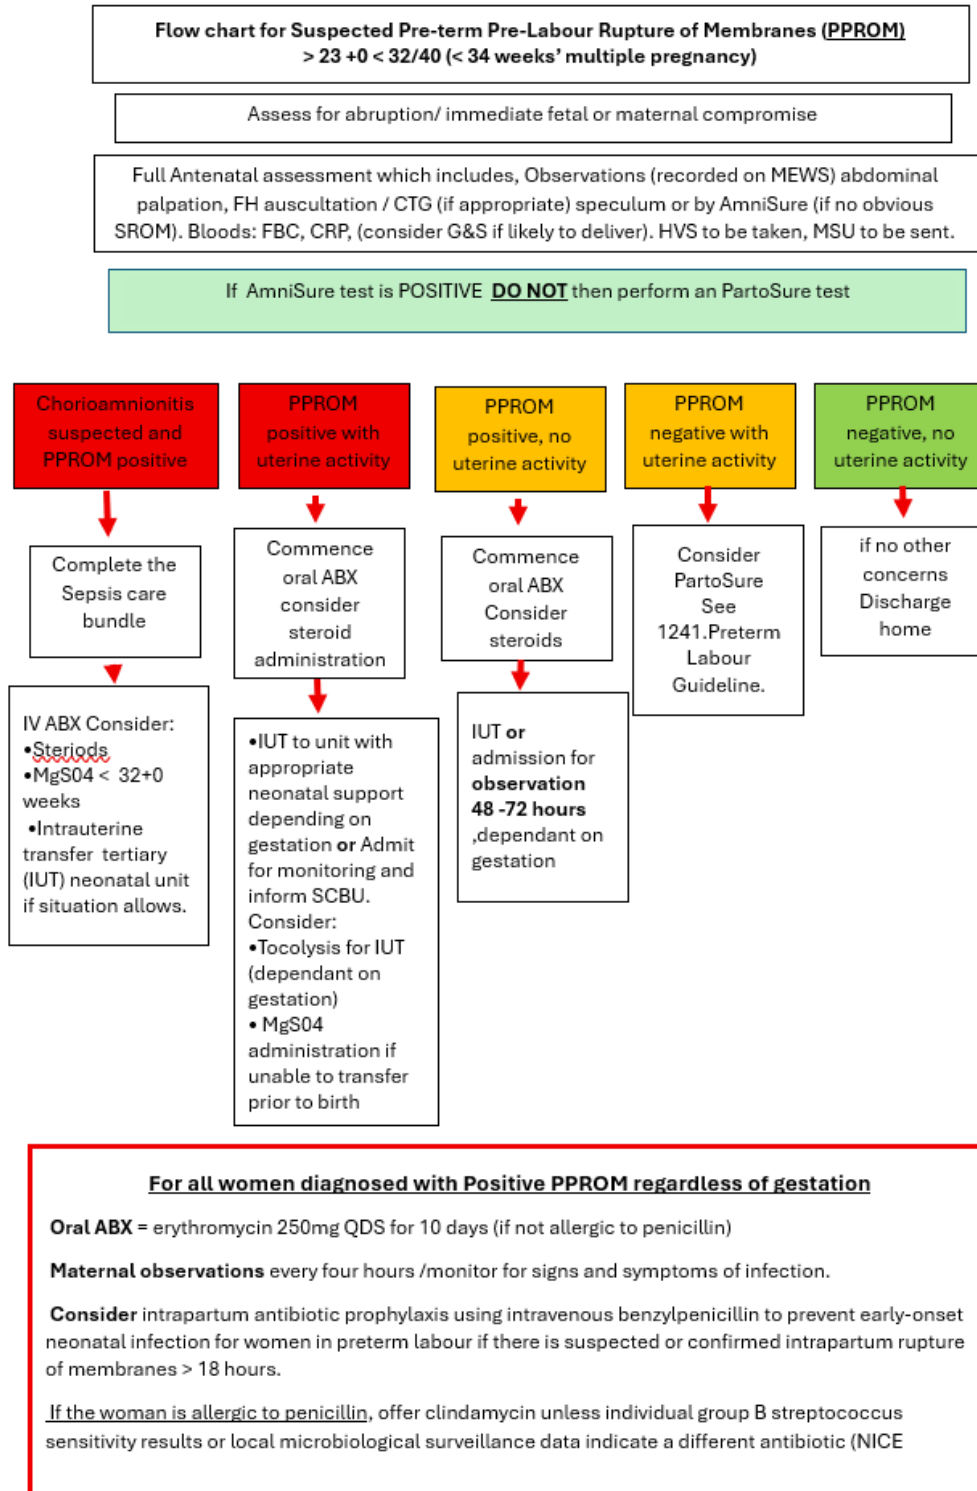 Flow chart for Suspected Pre-term Pre-Labour Rupture of Membranes (PPROM)
> 23 +0 < 32/40 (< 34 weeks’ multiple pregnancy)
Assess for abruption/ immediate fetal or maternal compromise
Full Antenatal assessment which includes, Observations (recorded on MEWS) abdominal
palpation, FH auscultation / CTG (if appropriate) speculum or by AmniSure (if no obvious
SROM). Bloods: FBC, CRP, (consider G&S if likely to deliver). HVS to be taken, MSU to be sent.
If AmniSure test is POSITIVE DO NOT then perform an PartoSure test
Chorioamnionitis
suspected and
PPROM positive
Complete the
Sepsis care
bundle
IV ABX Consider:
•Steriods
•MgS04 < 32+0
weeks
•Intrauterine
transfer tertiary
(IUT) neonatal unit
if situation allows.
PPROM
positive with
uterine activity
Commence
oral ABX
consider
steroid
administration
•IUT to unit with
appropriate
neonatal support
depending on
gestation or Admit
for monitoring and
inform SCBU.
Consider:
•Tocolysis for IUT
(dependant on
gestation)
• MgS04
administration if
unable to transfer
prior to birth
PPROM
positive, no
uterine activity
Commence
oral ABX
Consider
steroids
IUT or
admission for
observation
48 -72 hours
,dependant on
gestation
PPROM
negative with
uterine activity
Consider
PartoSure
See
1241.Preterm
Labour
Guideline.
PPROM
negative, no
uterine activity
if no other
concerns
Discharge
home
For all women diagnosed with Positive PPROM regardless of gestation
Oral ABX = erythromycin 250mg QDS for 10 days (if not allergic to penicillin)
Maternal observations every four hours /monitor for signs and symptoms of infection.
Consider intrapartum antibiotic prophylaxis using intravenous benzylpenicillin to prevent early-onset
neonatal infection for women in preterm labour if there is suspected or confirmed intrapartum rupture
of membranes > 18 hours.
If the woman is allergic to penicillin, offer clindamycin unless individual group B streptococcus
sensitivity results or local microbiological surveillance data indicate a different antibiotic (NICE